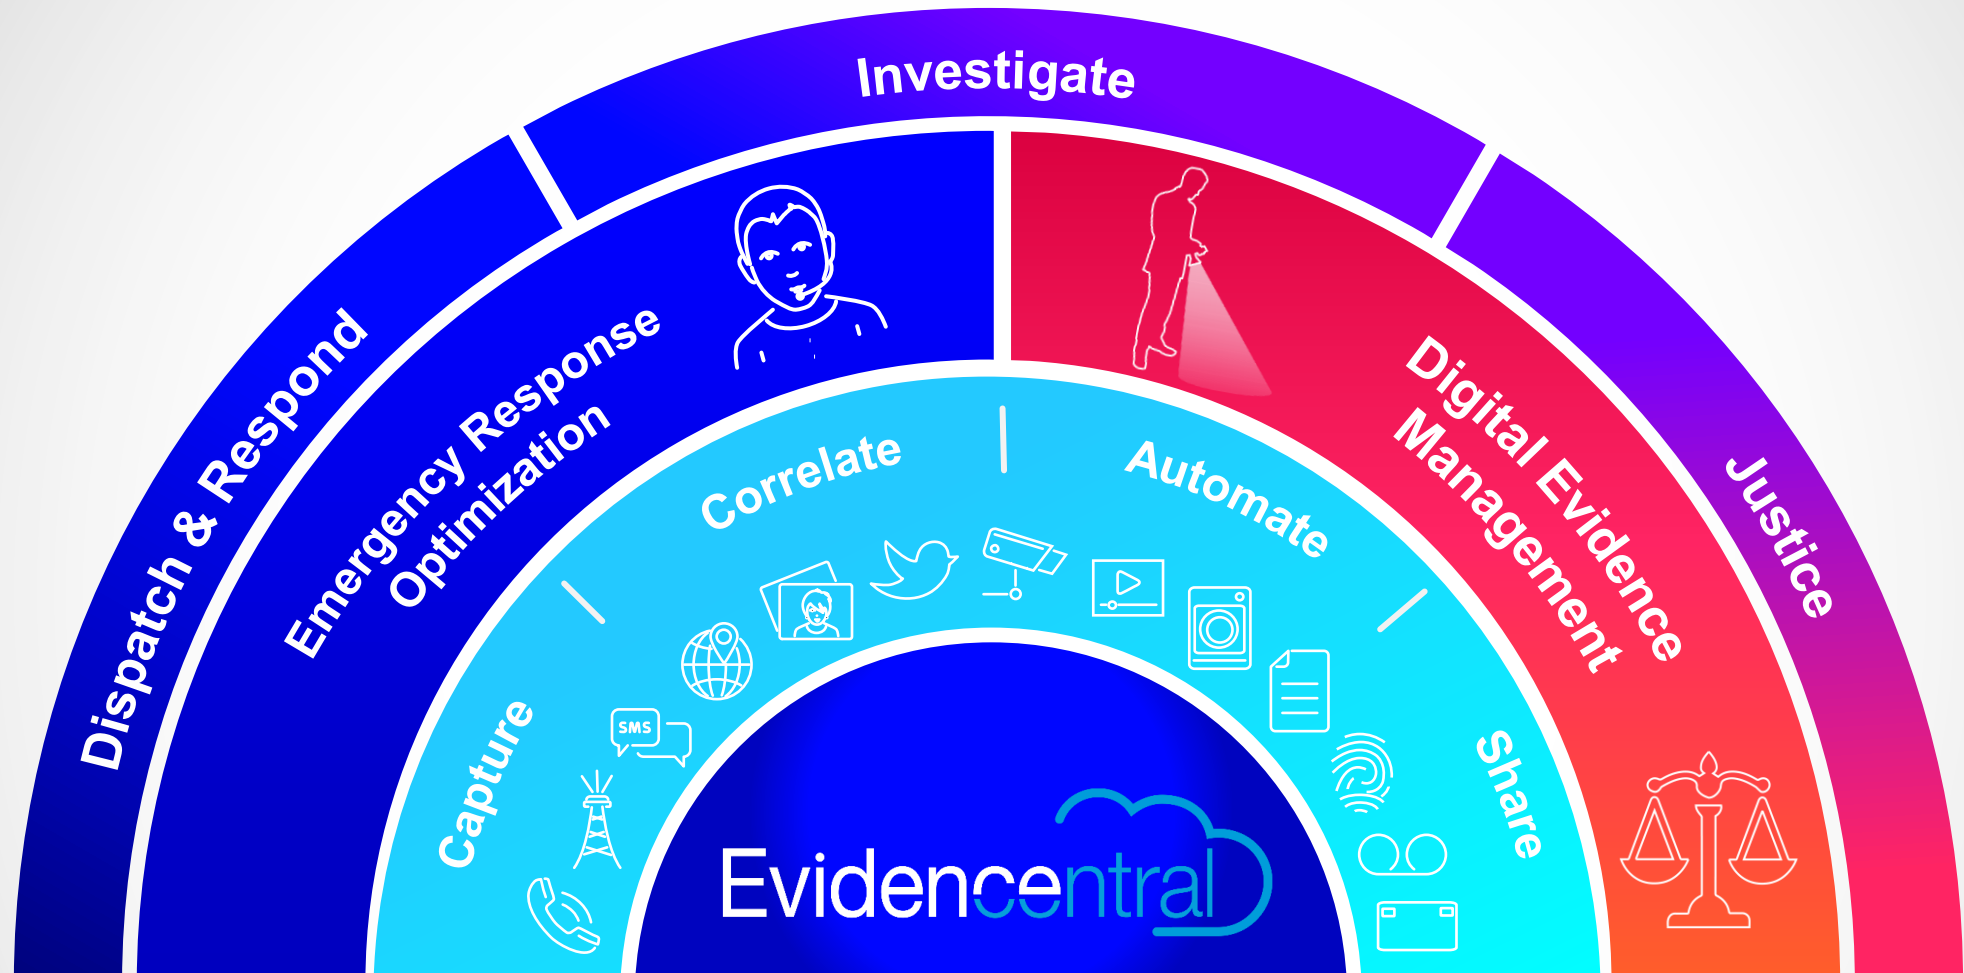 Investigate
Dispatch & Respond
Justice
Emergency Response
Optimization
Digital Evidence
Management
Capture
Correlate
Automate
Share
SMS
Evidencentral